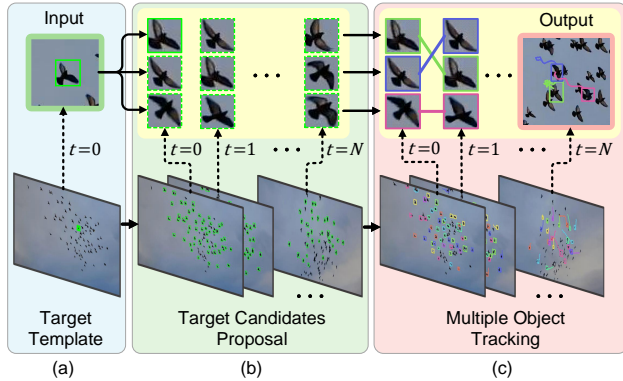 Input
Output
t=0
t=0
t=1
t=N
t=0
t=1
t=N
Target
Template
Target Candidates
Proposal
Multiple Object
Tracking
(a)
(b)
(c)